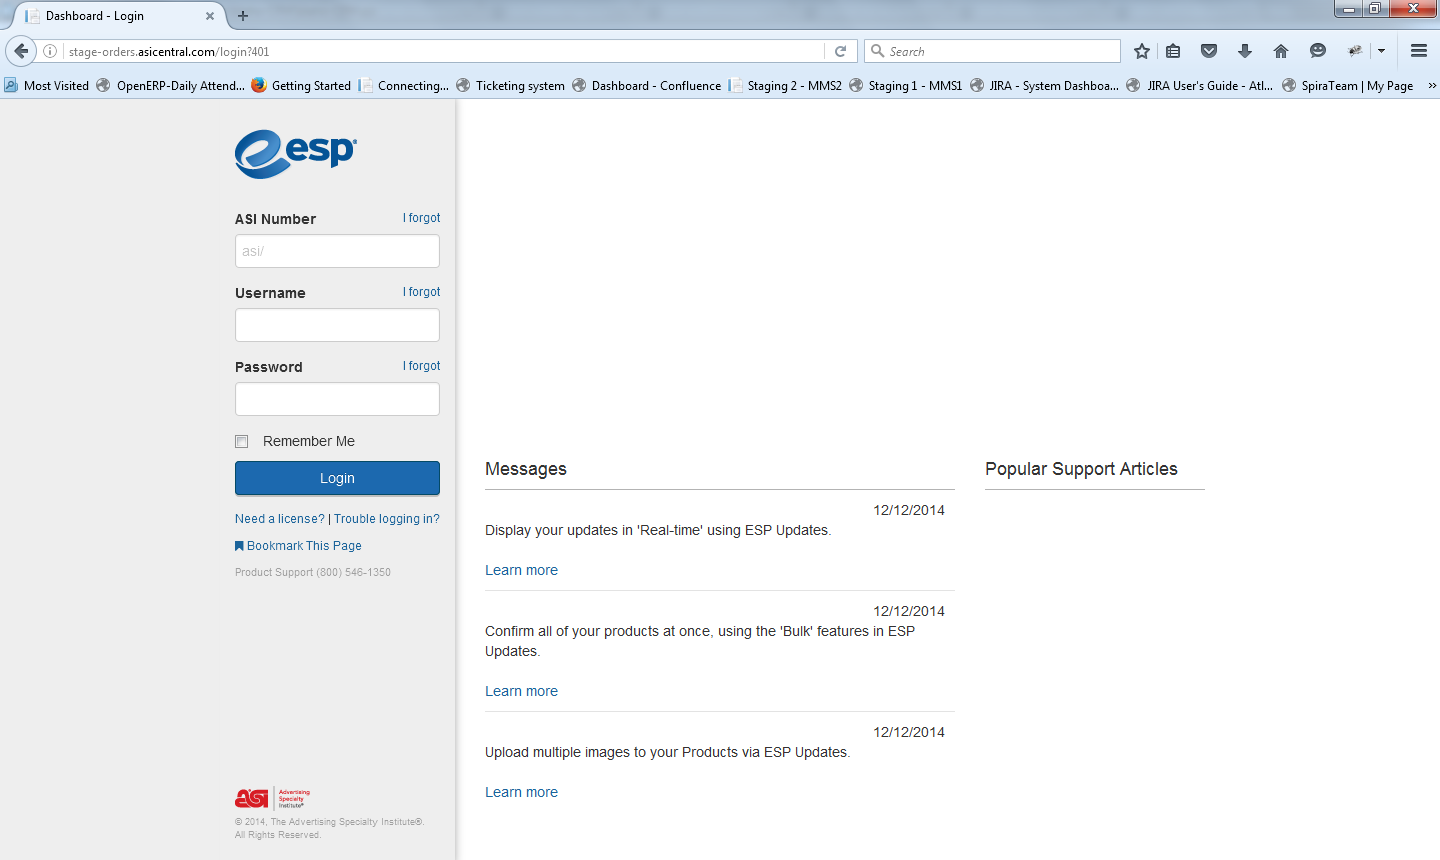 Dashboard - Login
stage-orders.asicentral.com/login?401
Search
Most Visited
OpenERP-Daily Attend...
Getting Started
Connecting...
Ticketing system
Dashboard - Confluence
Staging 2 - MMS2
Staging 1 - MMS1
JIRA - System Dashboa...
JIRA User's Guide - Atl...
SpiraTeam | My Page
esp®
ASI Number
I forgot
asi/
Username
I forgot
Password
I forgot
Remember Me
Login
Need a license? | Trouble logging in?
Bookmark This Page
Product Support (800) 546-1350
asi
Advertising
Specialty
Institute®
© 2014, The Advertising Specialty Institute®.
All Rights Reserved.
Messages
12/12/2014
Display your updates in 'Real-time' using ESP Updates.
Learn more
12/12/2014
Confirm all of your products at once, using the 'Bulk' features in ESP
Updates.
Learn more
12/12/2014
Upload multiple images to your Products via ESP Updates.
Learn more
Popular Support Articles